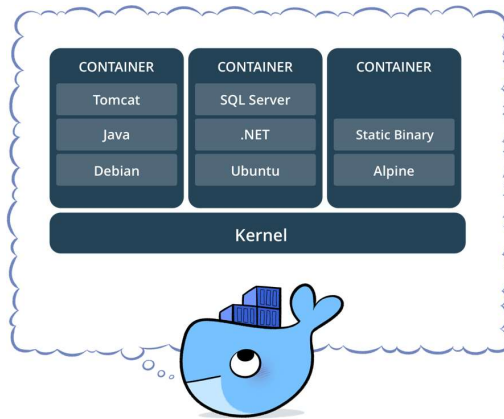 CONTAINER
Tomcat
Java
Debian
CONTAINER
SQL Server
.NET
Ubuntu
CONTAINER
Static Binary
Alpine
Kernel